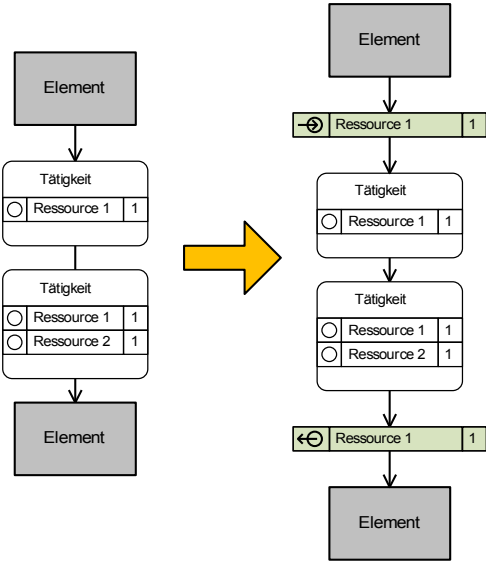 Element
Tätigkeit
Ressource 1 1
Tätigkeit
Ressource 1 1
Ressource 2 1
Element
Element
Ressource 1 1
Tätigkeit
Ressource 1 1
Tätigkeit
Ressource 1 1
Ressource 2 1
Ressource 1 1
Element